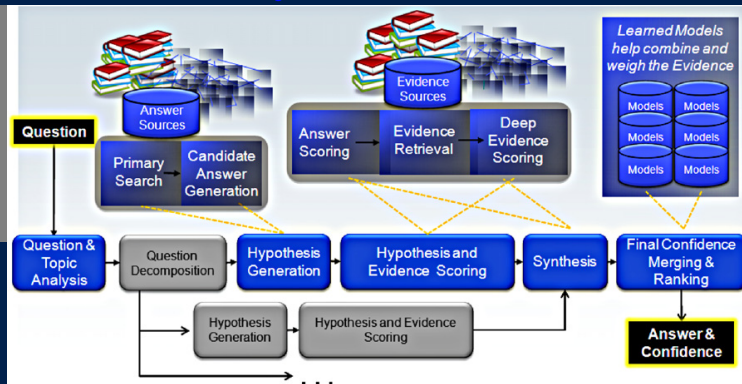 Learned Models
help combine and
weigh the Evidence
Answer
Sources
Evidence
Sources
Models
Models
Models
Models
Models
Models
Question
Primary
Search
Candidate
Answer
Generation
Answer
Scoring
Evidence
Retrieval
Deep
Evidence
Scoring
Question &
Topic
Analysis
Question
Decomposition
Hypothesis
Generation
Hypothesis and
Evidence Scoring
Synthesis
Final Confidence
Merging &
Ranking
Hypothesis
Generation
Hypothesis and Evidence
Scoring
Answer &
Confidence
...